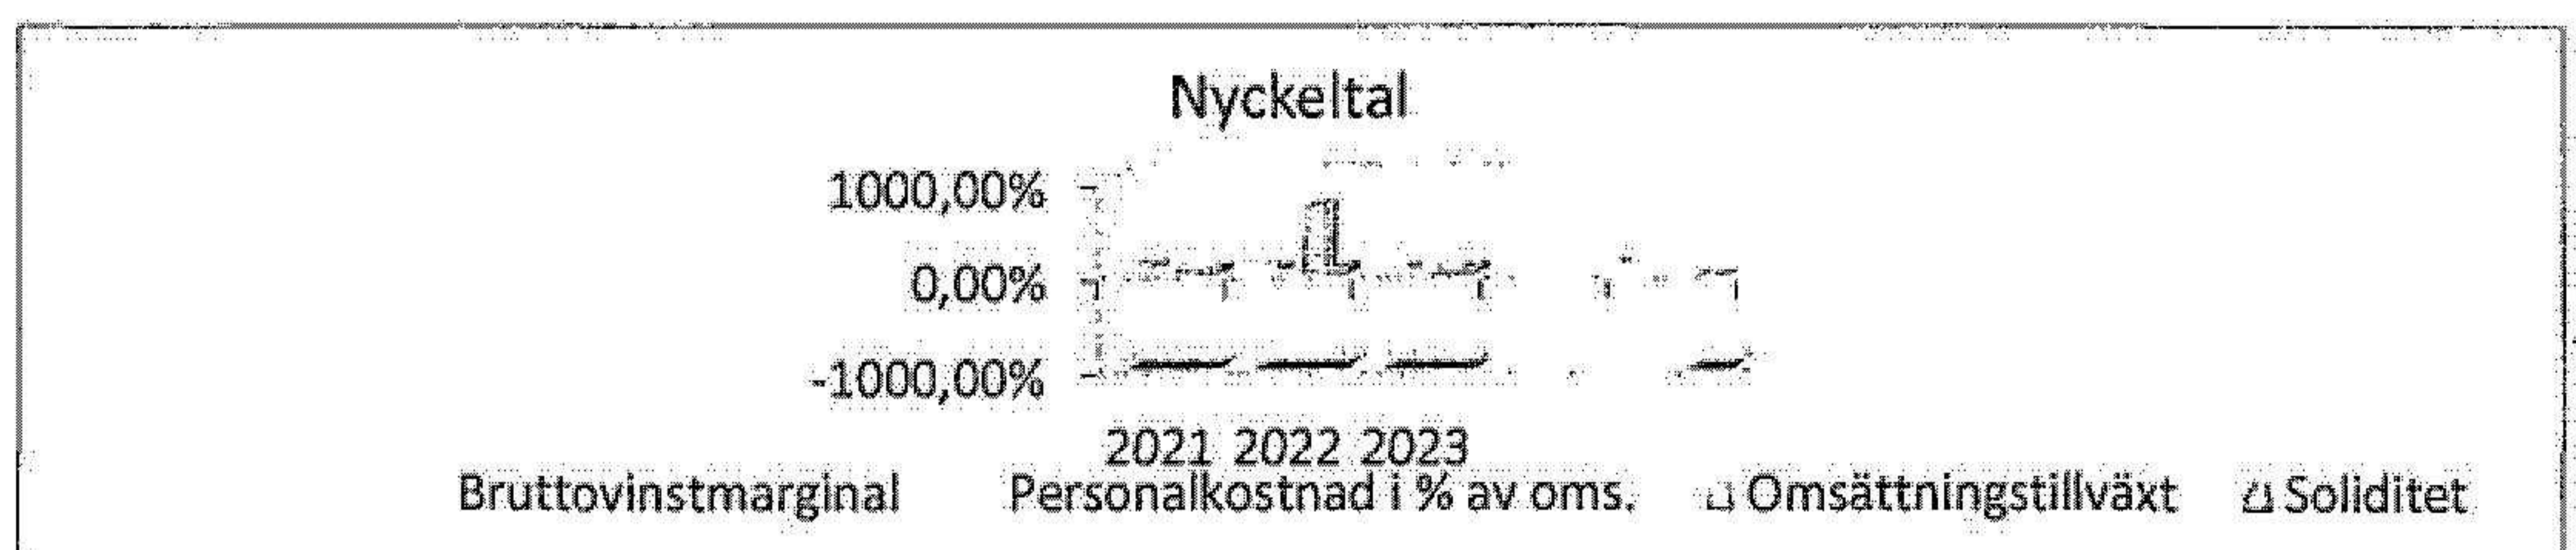 Nyckeltal
1000,00%
0,00%
-1000,00%
2021 2022 2023
Bruttovinstmarginal Personalkostnad i % av oms. Omsättningstillväxt Soliditet